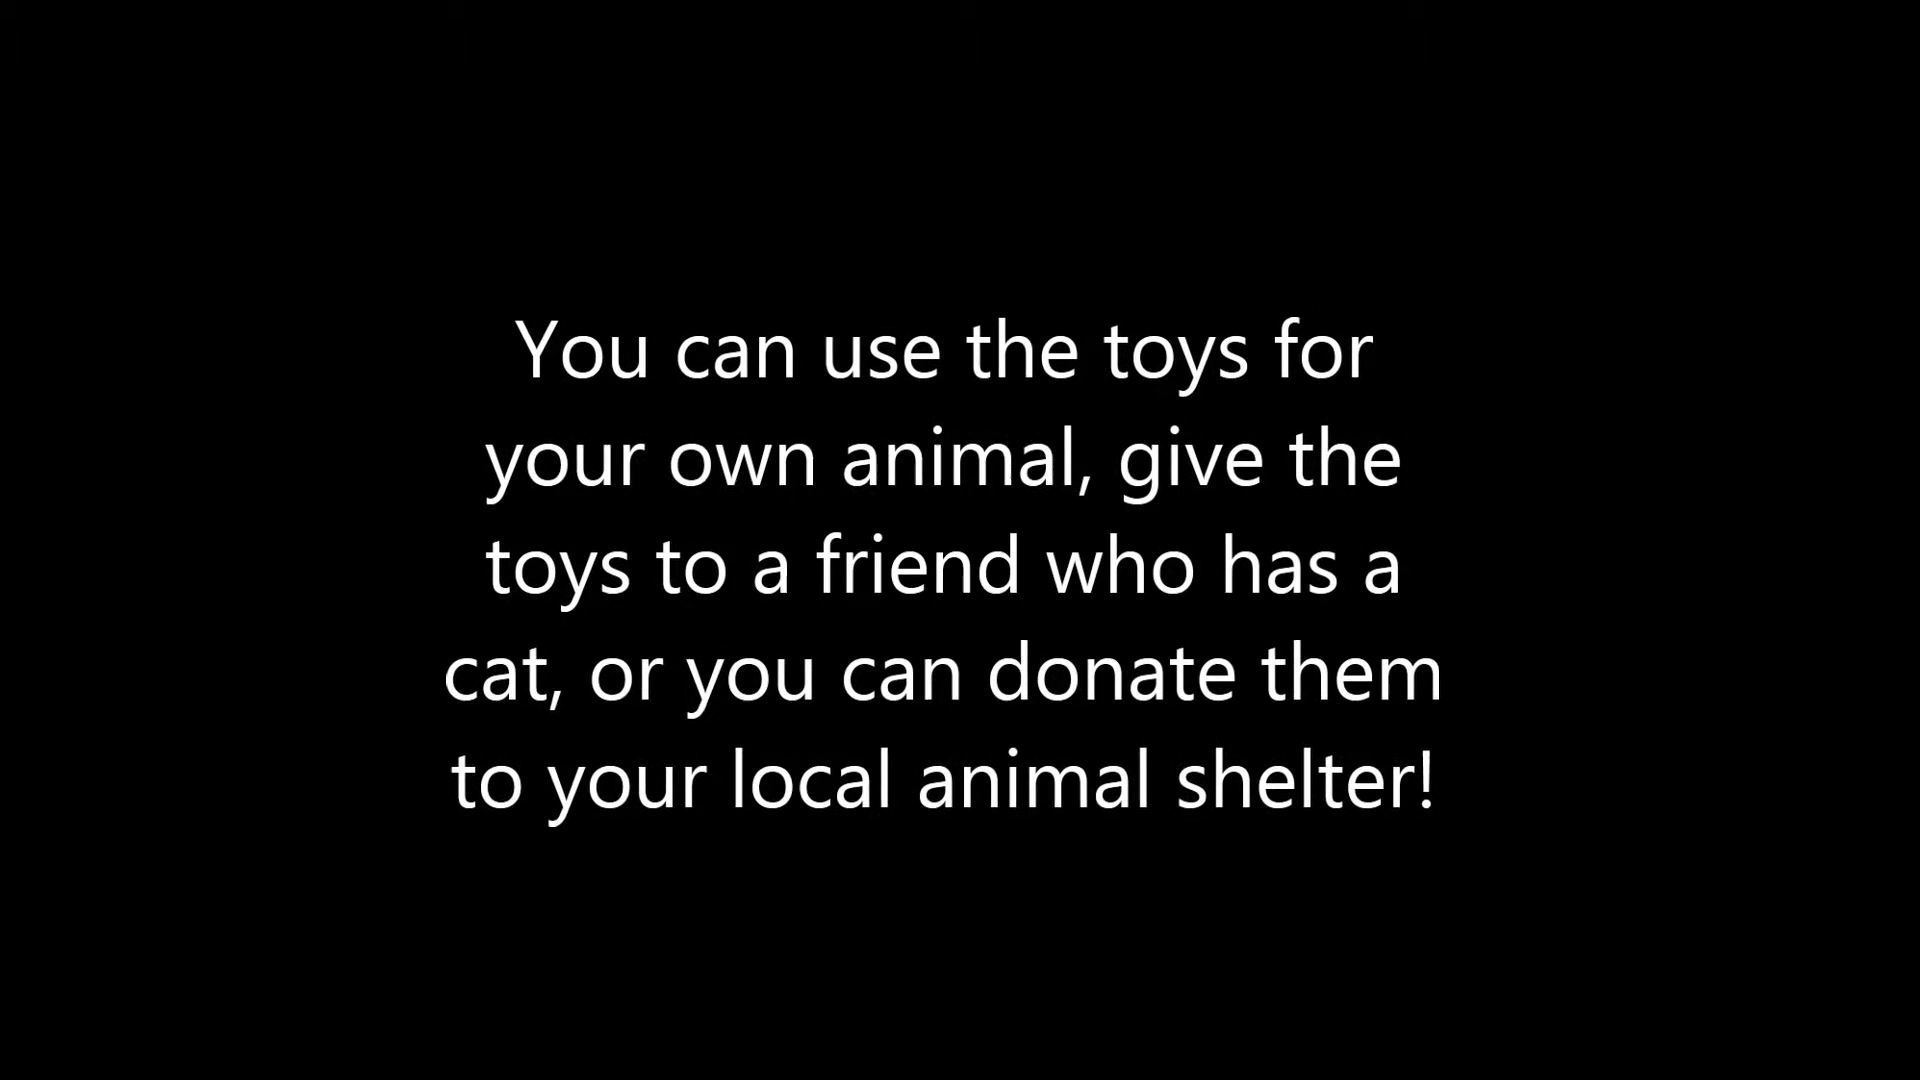 You can use the toys for
your own animal, give the
toys to a friend who has a
cat, or you can donate them
to your local animal shelter!